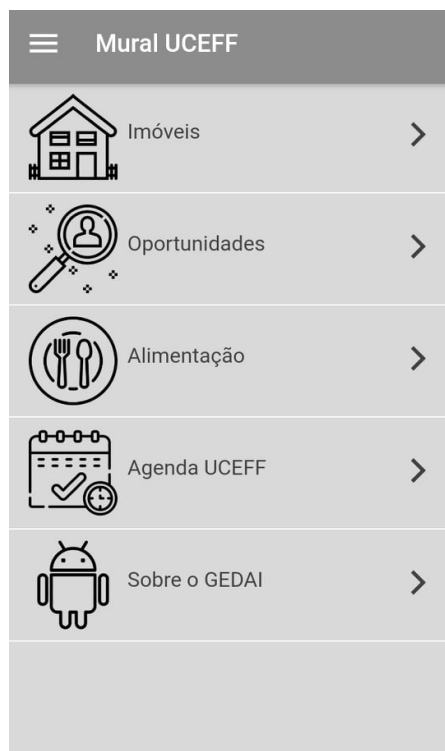 Mural UCEFF
Imóveis
Oportunidades
Alimentação
Agenda UCEFF
Sobre o GEDAI